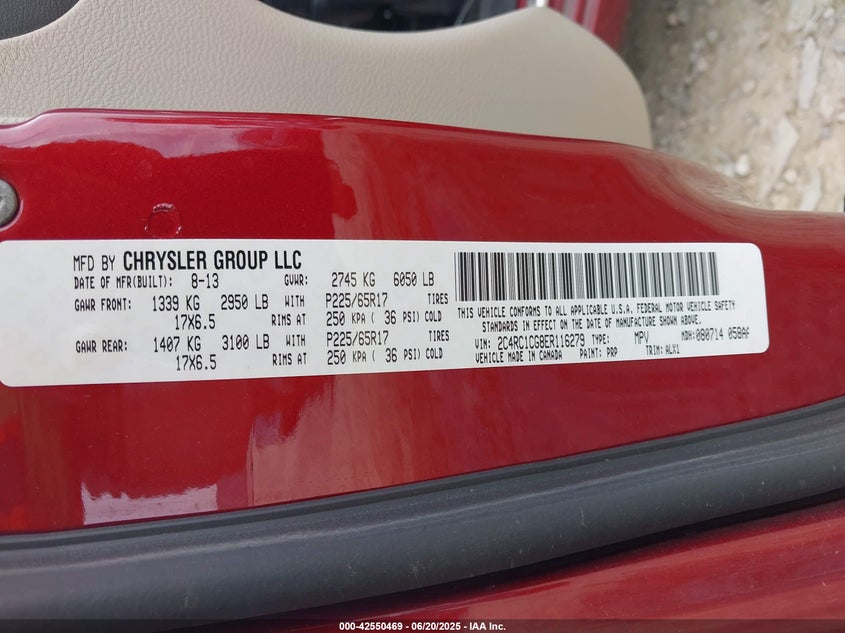 MFD BY CHRYSLER GROUP LLC
DATE OF MFR(BUILT): 8-13 GVWR: 2745 KG 6050 LB
GAWR FRONT: 1339 KG 2950 LB WITH P225/65R17 TIRES
17X6.5 RIMS AT 250 KPA ( 36 PSI) COLD
GAWR REAR: 1407 KG 3100 LB WITH P225/65R17 TIRES
17X6.5 RIMS AT 250 KPA ( 36 PSI) COLD
THIS VEHICLE CONFORMS TO ALL APPLICABLE U.S.A. FEDERAL MOTOR VEHICLE SAFETY
STANDARDS IN EFFECT ON THE DATE OF MANUFACTURE SHOWN ABOVE.
VIN: 2C4RC1CG8ER116279 TYPE: MPV MDH: 080714 058AF
VEHICLE MADE IN CANADA PAINT: PRP TRIM: ALX1
000-42550469 - 06/20/2025 - IAA Inc.